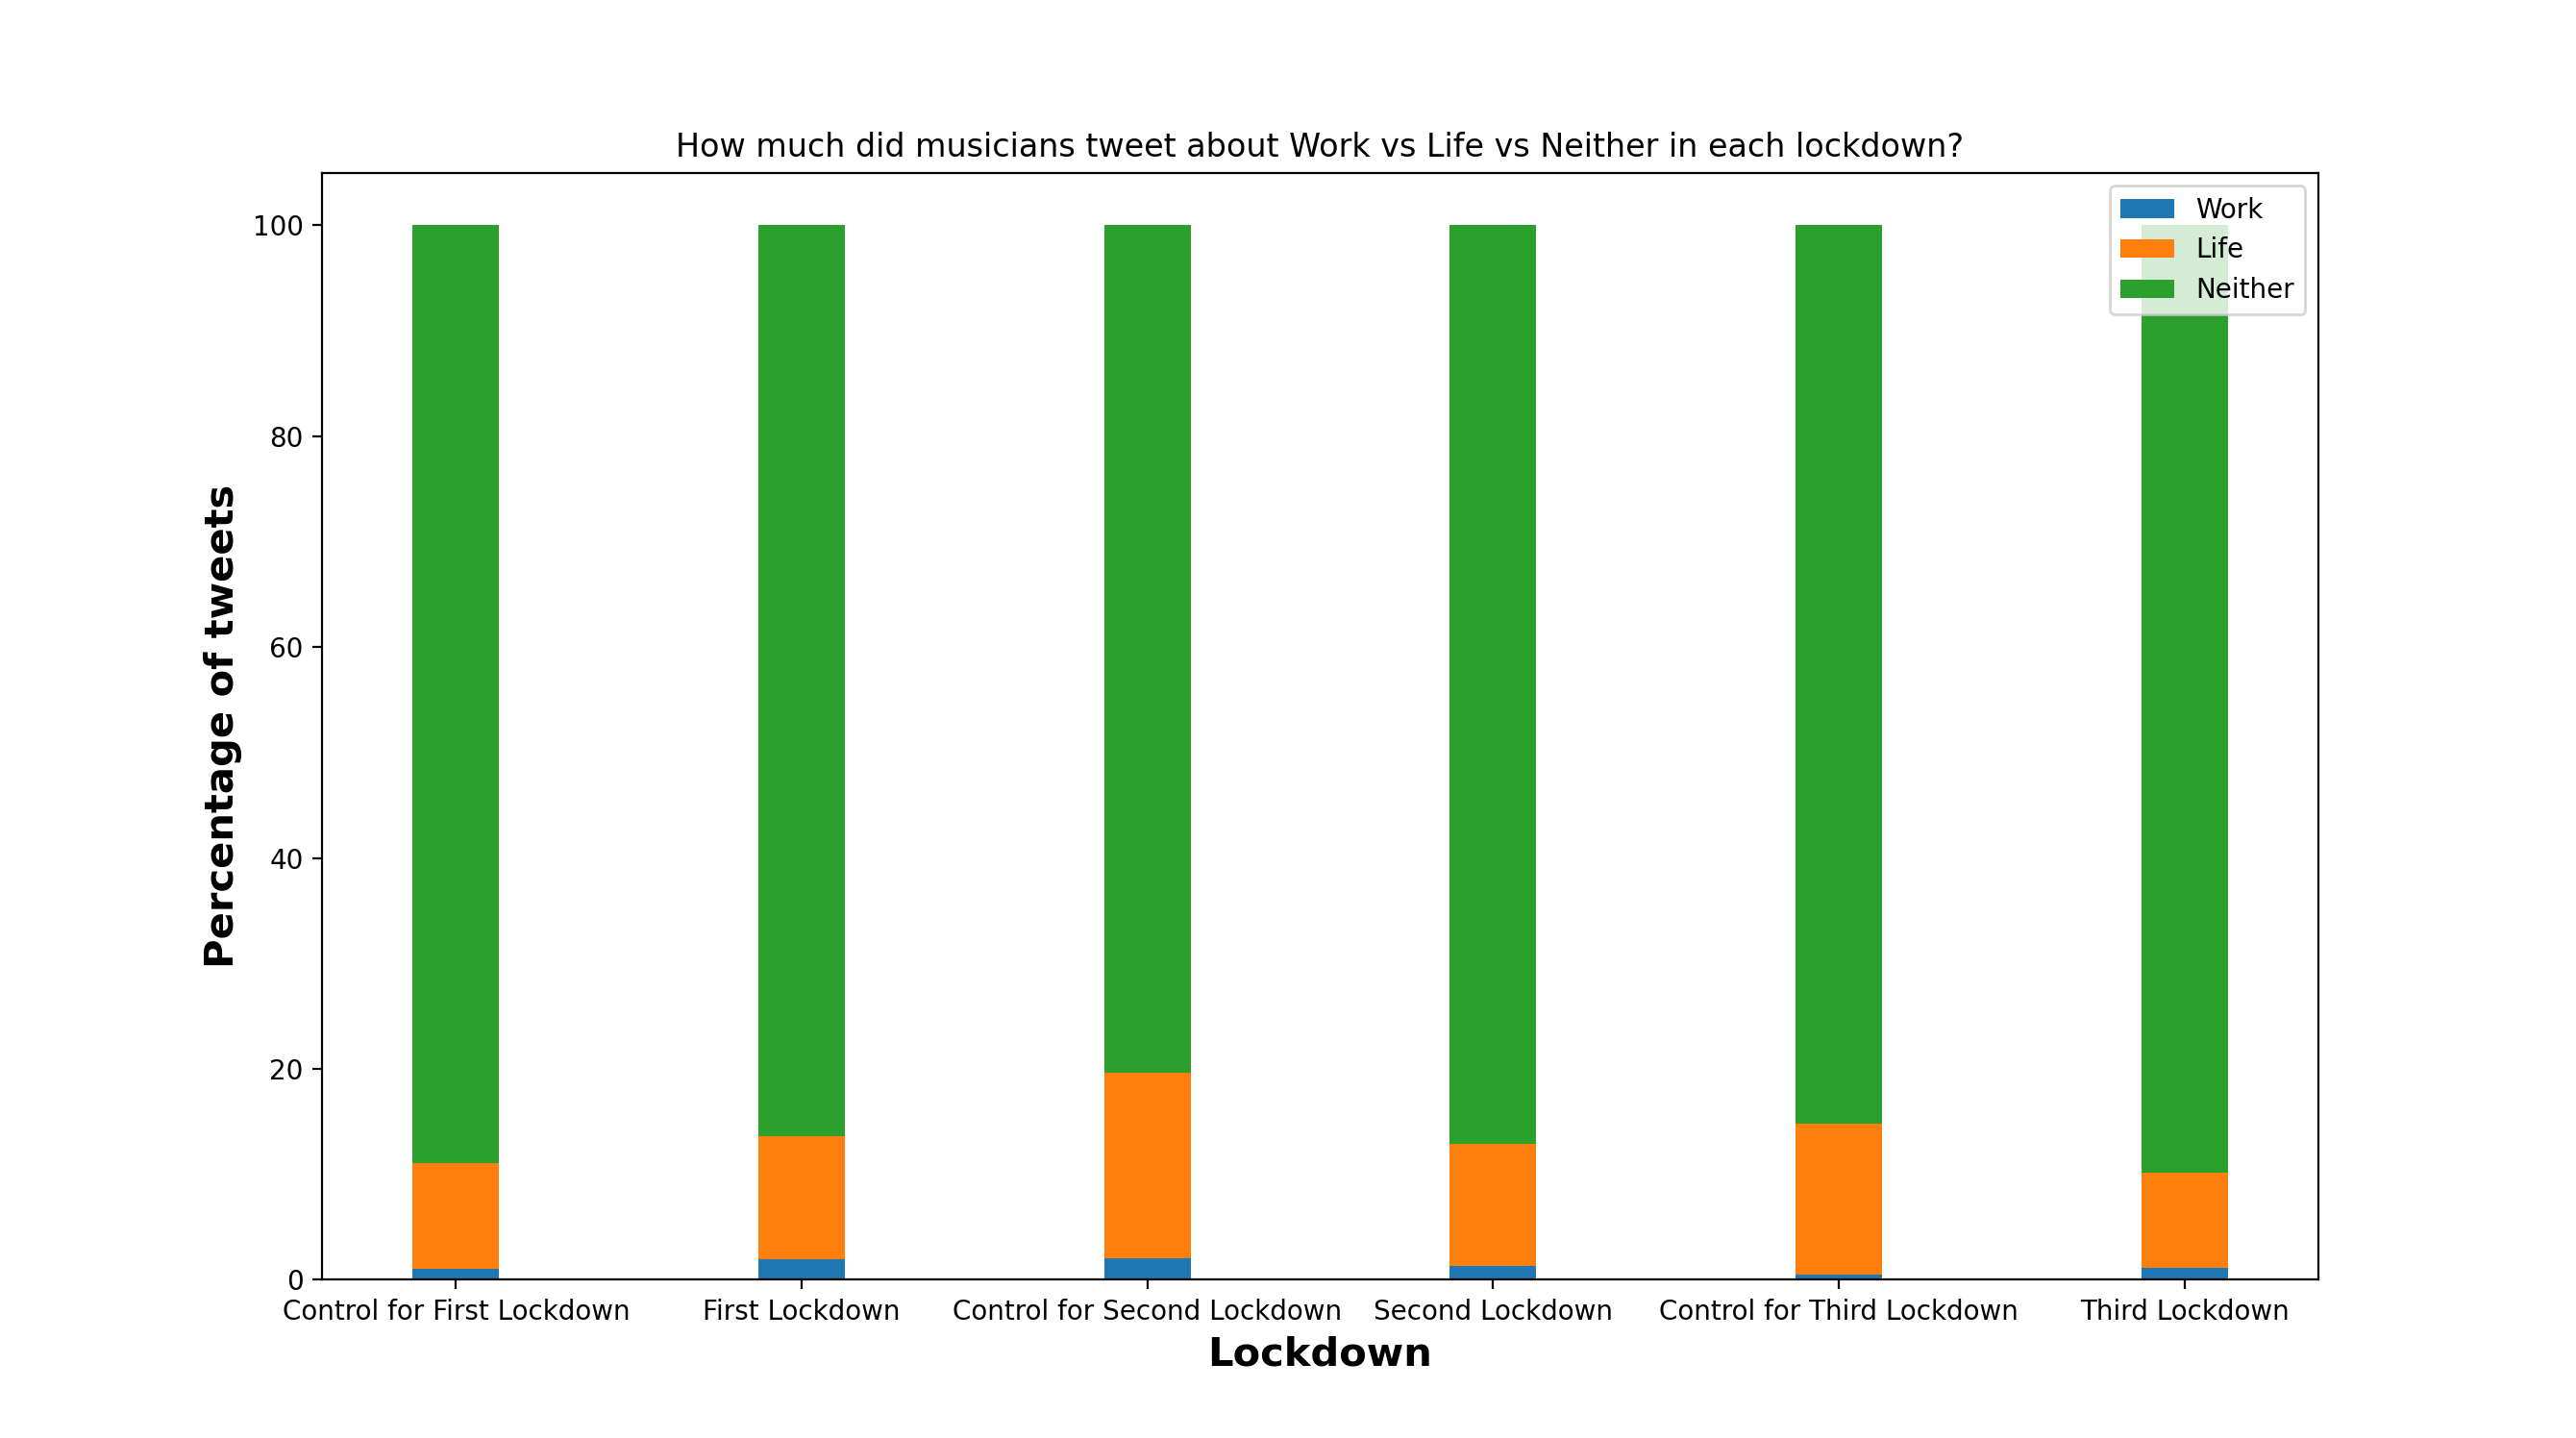 How much did musicians tweet about Work vs Life vs Neither in each lockdown?
Work
Life
Neither
100
80
60
40
20
0
Percentage of tweets
Control for First Lockdown First Lockdown Control for Second Lockdown Second Lockdown Control for Third Lockdown Third Lockdown
Lockdown